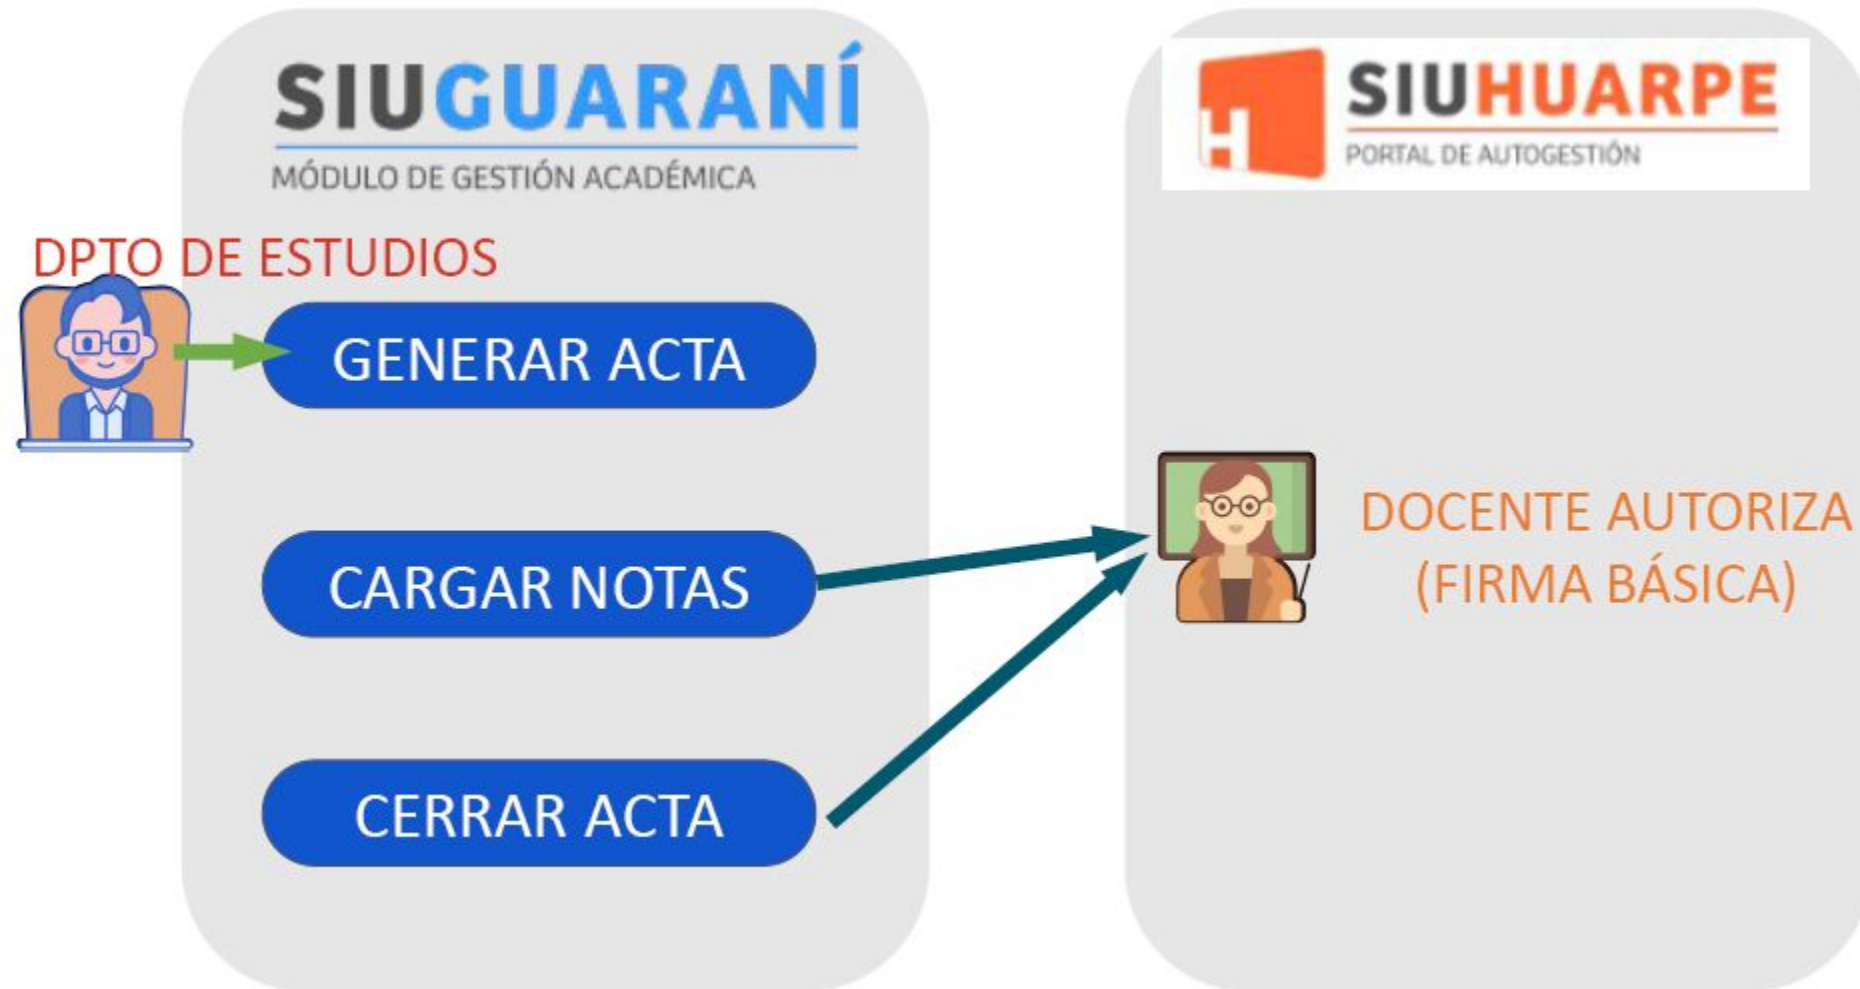 SIUGUARANÍ
MÓDULO DE GESTIÓN ACADÉMICA
DPTO DE ESTUDIOS
GENERAR ACTA
CARGAR NOTAS
CERRAR ACTA
H
SIUHUARPE
PORTAL DE AUTOGESTIÓN
DOCENTE AUTORIZA
(FIRMA BÁSICA)